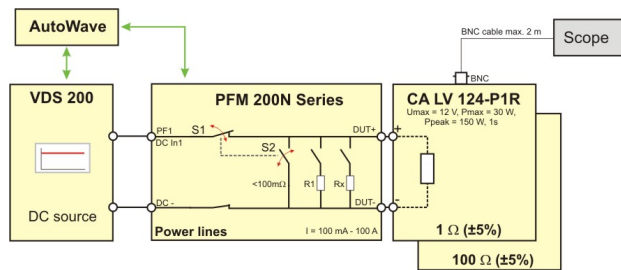 AutoWave
BNC cable max. 2 m
Scope
BNC
VDS 200
PFM 200N Series
CA LV 124-P1R
Umax = 12 V, Pmax = 30 W,
Ppeak = 150 W, 1s
PF1
S1
DUT+
+
DC In1
S2
<100mΩ
R1
Rx
DC -
DUT-
-
DC source
Power lines
I = 100 mA - 100 A
1 Ω (±5%)
100 Ω (±5%)